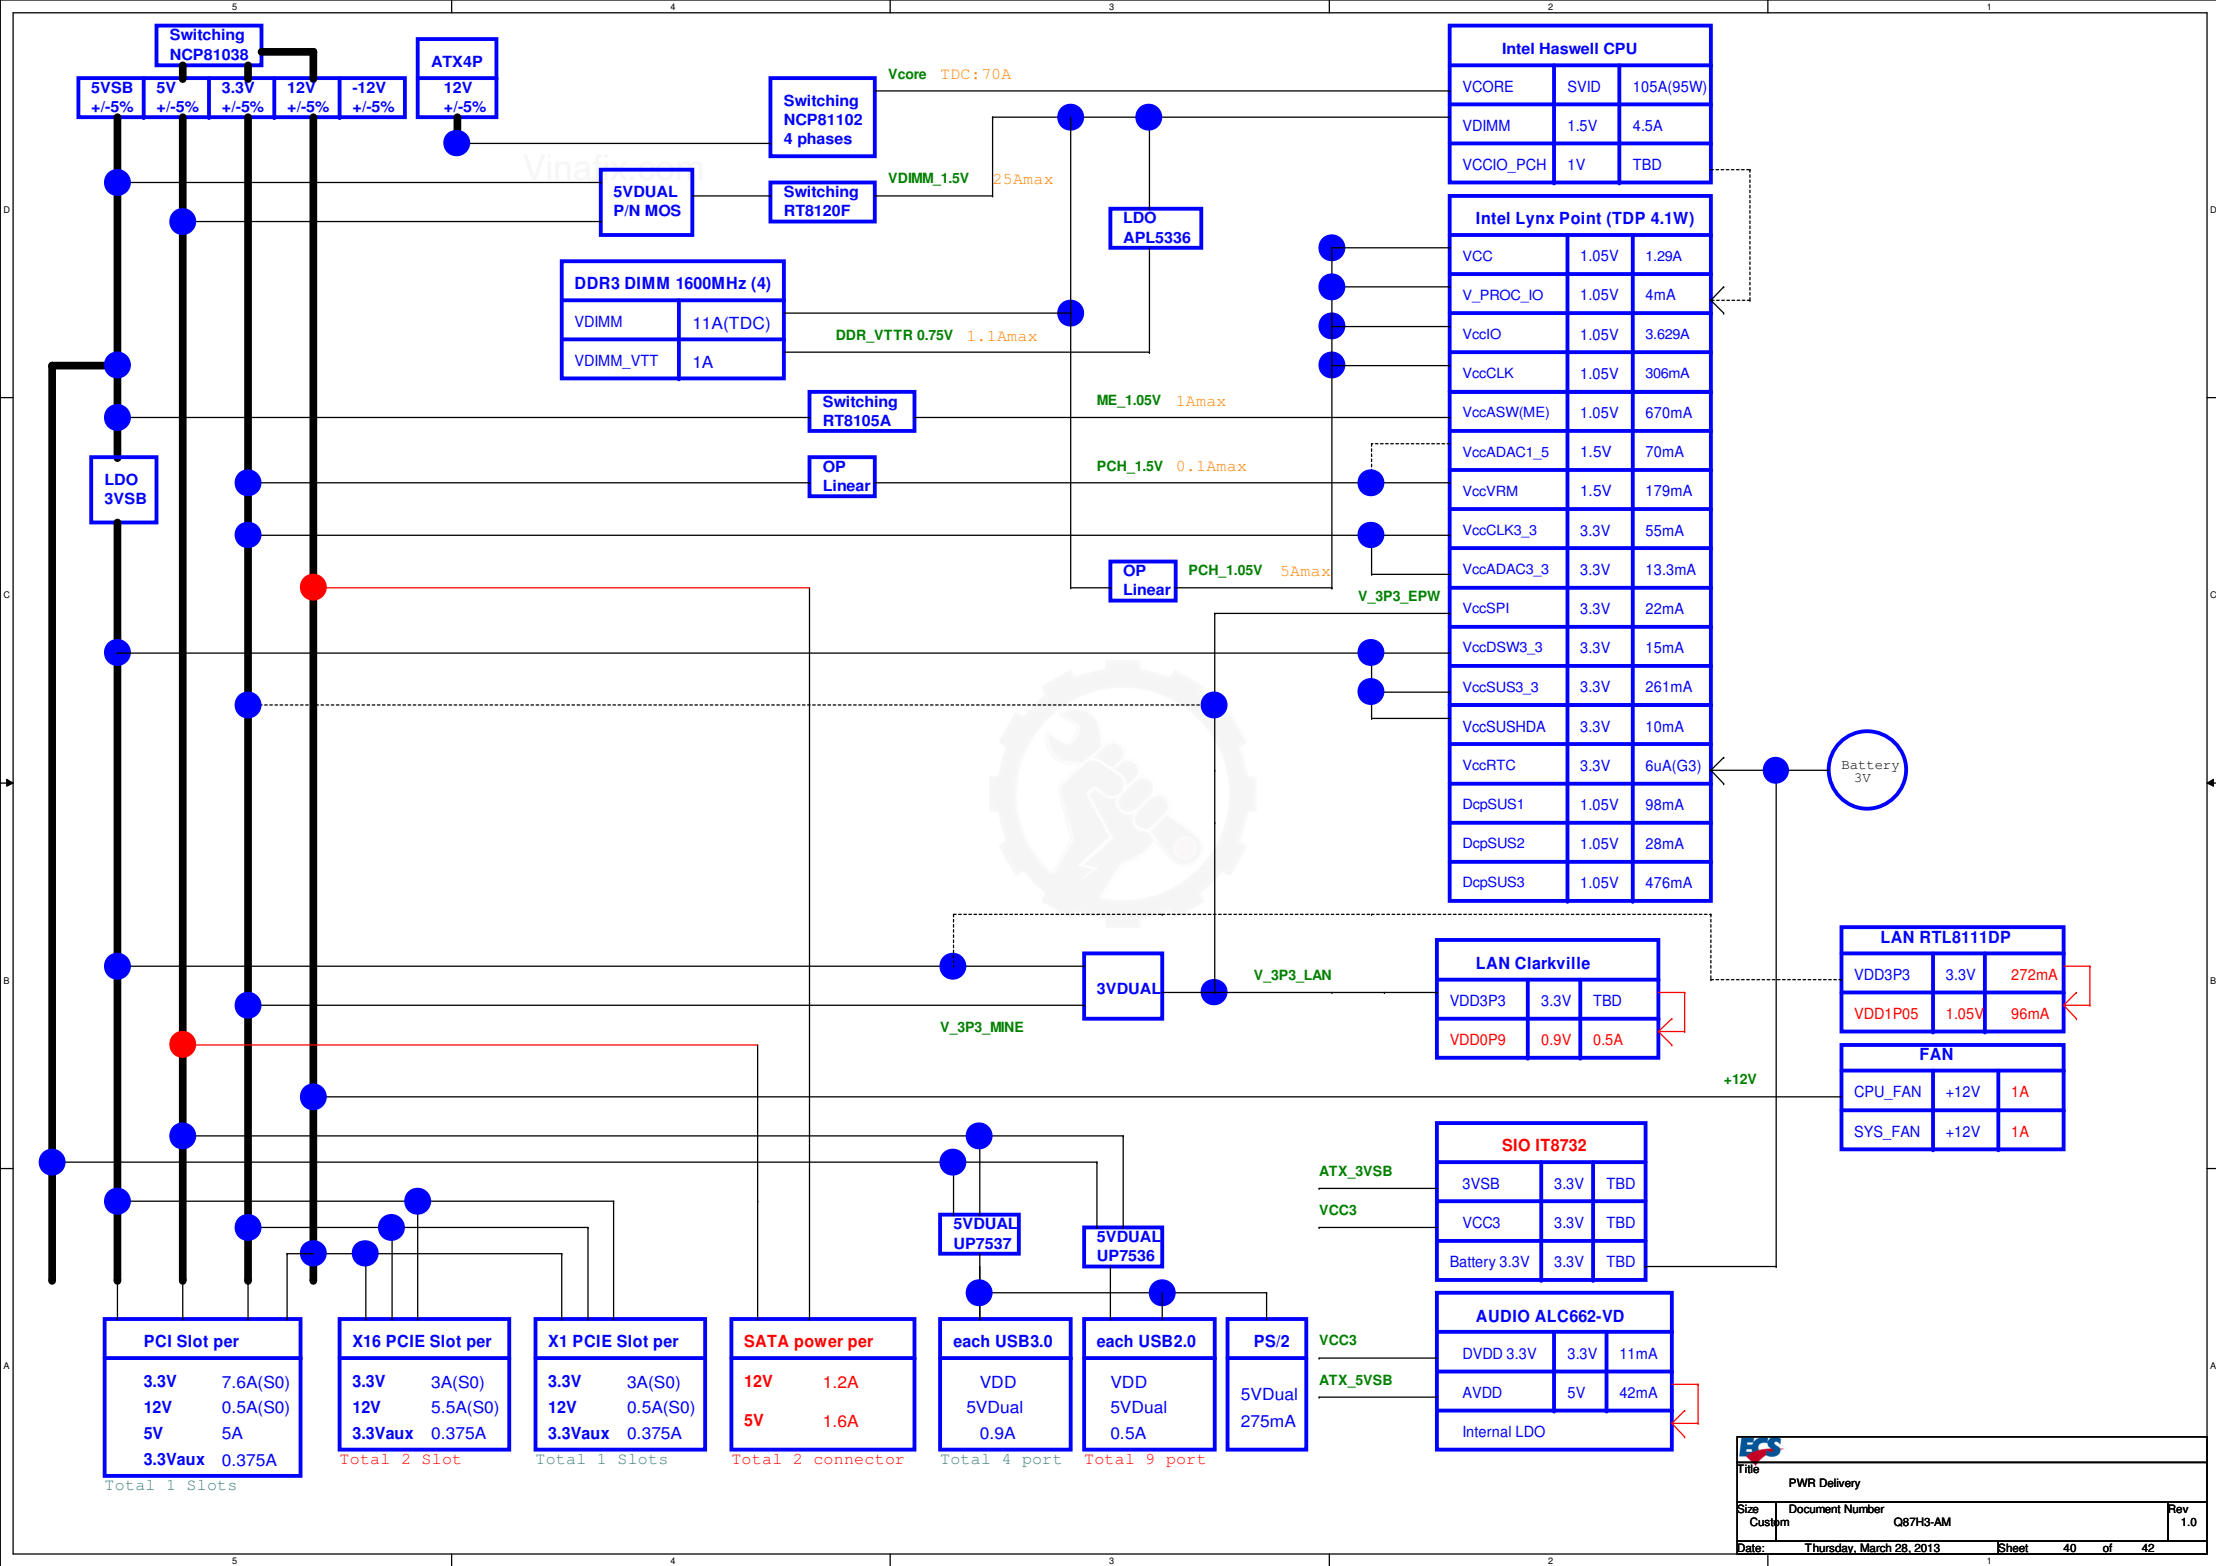 5 4 3 2 1
Switching
NCP81038
5VSB
+/-5%
5V
+/-5%
3.3V
+/-5%
12V
+/-5%
-12V
+/-5%
ATX4P
12V
+/-5%
Switching
NCP81102
4 phases
Vcore TDC:70A
Vinafix.com
5VDUAL
P/N MOS
Switching
RT8120F
VDIMM_1.5V 25Amax
LDO
APL5336
Intel Haswell CPU
VCORE SVID 105A(95W)
VDIMM 1.5V 4.5A
VCCIO_PCH 1V TBD
D D
DDR3 DIMM 1600MHz (4)
VDIMM 11A(TDC)
VDIMM_VTT 1A
DDR_VTTR 0.75V 1.1Amax
Switching
RT8105A
ME_1.05V 1Amax
LDO
3VSB
OP
Linear
PCH_1.5V 0.1Amax
OP
Linear
PCH_1.05V 5Amax
V_3P3_EPW
Intel Lynx Point (TDP 4.1W)
VCC 1.05V 1.29A
V_PROC_IO 1.05V 4mA
VccIO 1.05V 3.629A
VccCLK 1.05V 306mA
VccASW(ME) 1.05V 670mA
VccADAC1_5 1.5V 70mA
VccVRM 1.5V 179mA
VccCLK3_3 3.3V 55mA
VccADAC3_3 3.3V 13.3mA
VccSPI 3.3V 22mA
VccDSW3_3 3.3V 15mA
VccSUS3_3 3.3V 261mA
VccSUSHDA 3.3V 10mA
VccRTC 3.3V 6uA(G3)
DcpSUS1 1.05V 98mA
DcpSUS2 1.05V 28mA
DcpSUS3 1.05V 476mA
C C
Battery
3V
3VDUAL
V_3P3_LAN
V_3P3_MINE
LAN Clarkville
VDD3P3 3.3V TBD
VDD0P9 0.9V 0.5A
LAN RTL8111DP
VDD3P3 3.3V 272mA
VDD1P05 1.05V 96mA
B B
FAN
CPU_FAN +12V 1A
SYS_FAN +12V 1A
+12V
SIO IT8732
ATX_3VSB
3VSB 3.3V TBD
VCC3
VCC3 3.3V TBD
Battery 3.3V 3.3V TBD
5VDUAL
UP7537
5VDUAL
UP7536
AUDIO ALC662-VD
VCC3
DVDD 3.3V 3.3V 11mA
ATX_5VSB
AVDD 5V 42mA
Internal LDO
A A
PCI Slot per
3.3V 7.6A(S0)
12V 0.5A(S0)
5V 5A
3.3Vaux 0.375A
Total 1 Slots
X16 PCIE Slot per
3.3V 3A(S0)
12V 5.5A(S0)
3.3Vaux 0.375A
Total 2 Slot
X1 PCIE Slot per
3.3V 3A(S0)
12V 0.5A(S0)
3.3Vaux 0.375A
Total 1 Slots
SATA power per
12V 1.2A
5V 1.6A
Total 2 connector
each USB3.0
VDD
5VDual
0.9A
Total 4 port
each USB2.0
VDD
5VDual
0.5A
Total 9 port
PS/2
5VDual
275mA
ECS
Title
PWR Delivery
Size Document Number Rev
Custom Q87H3-AM 1.0
Date: Thursday, March 28, 2013 Sheet 40 of 42
5 4 3 2 1